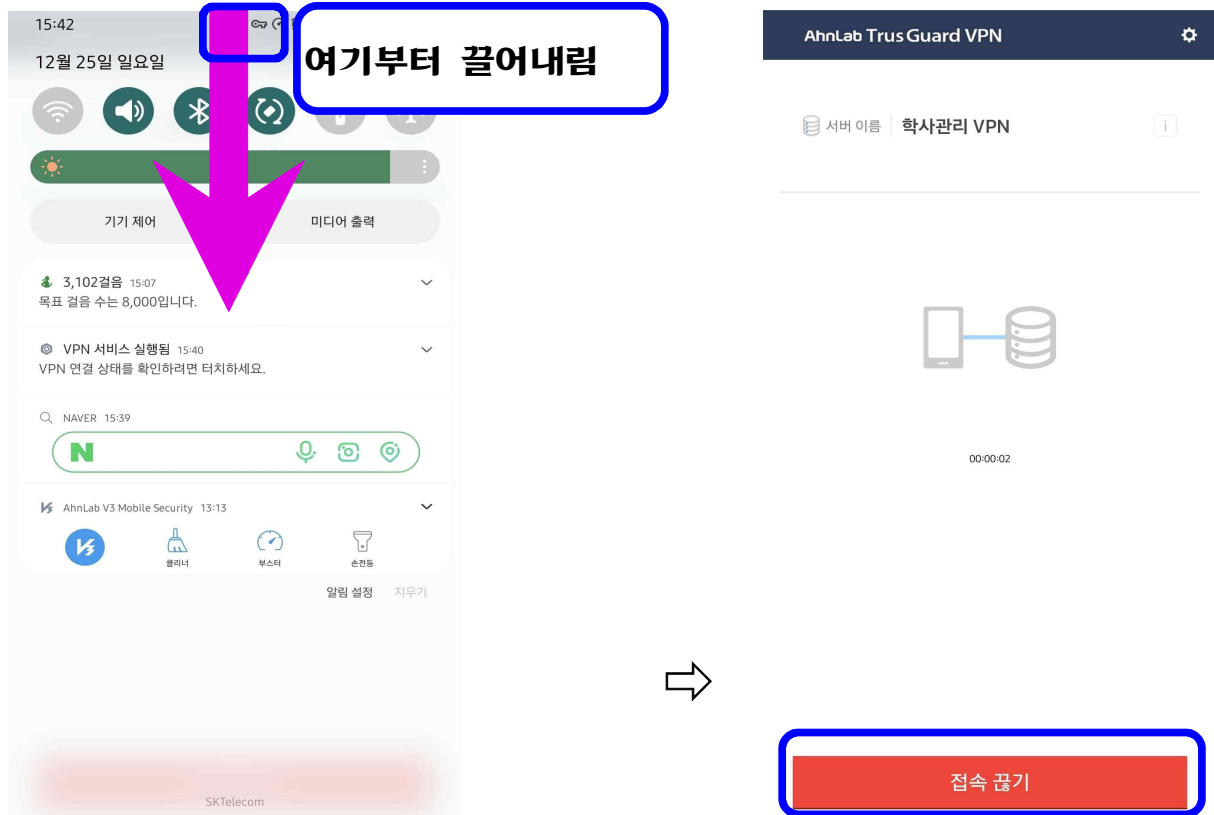 15:42
여기부터 끌어내림
12월 25일 일요일
기기 제어
미디어 출력
3,102걸음 15:07
목표 걸음 수는 8,000입니다.
VPN 서비스 실행됨 15:40
VPN 연결 상태를 확인하려면 터치하세요.
NAVER 15:39
N
AhnLab V3 Mobile Security 13:13
V3
클리너
부스터
손전등
알림 설정 지우기
SKTelecom
AhnLab TrusGuard VPN
서버 이름 학사관리 VPN
i
00:00:02
접속 끊기